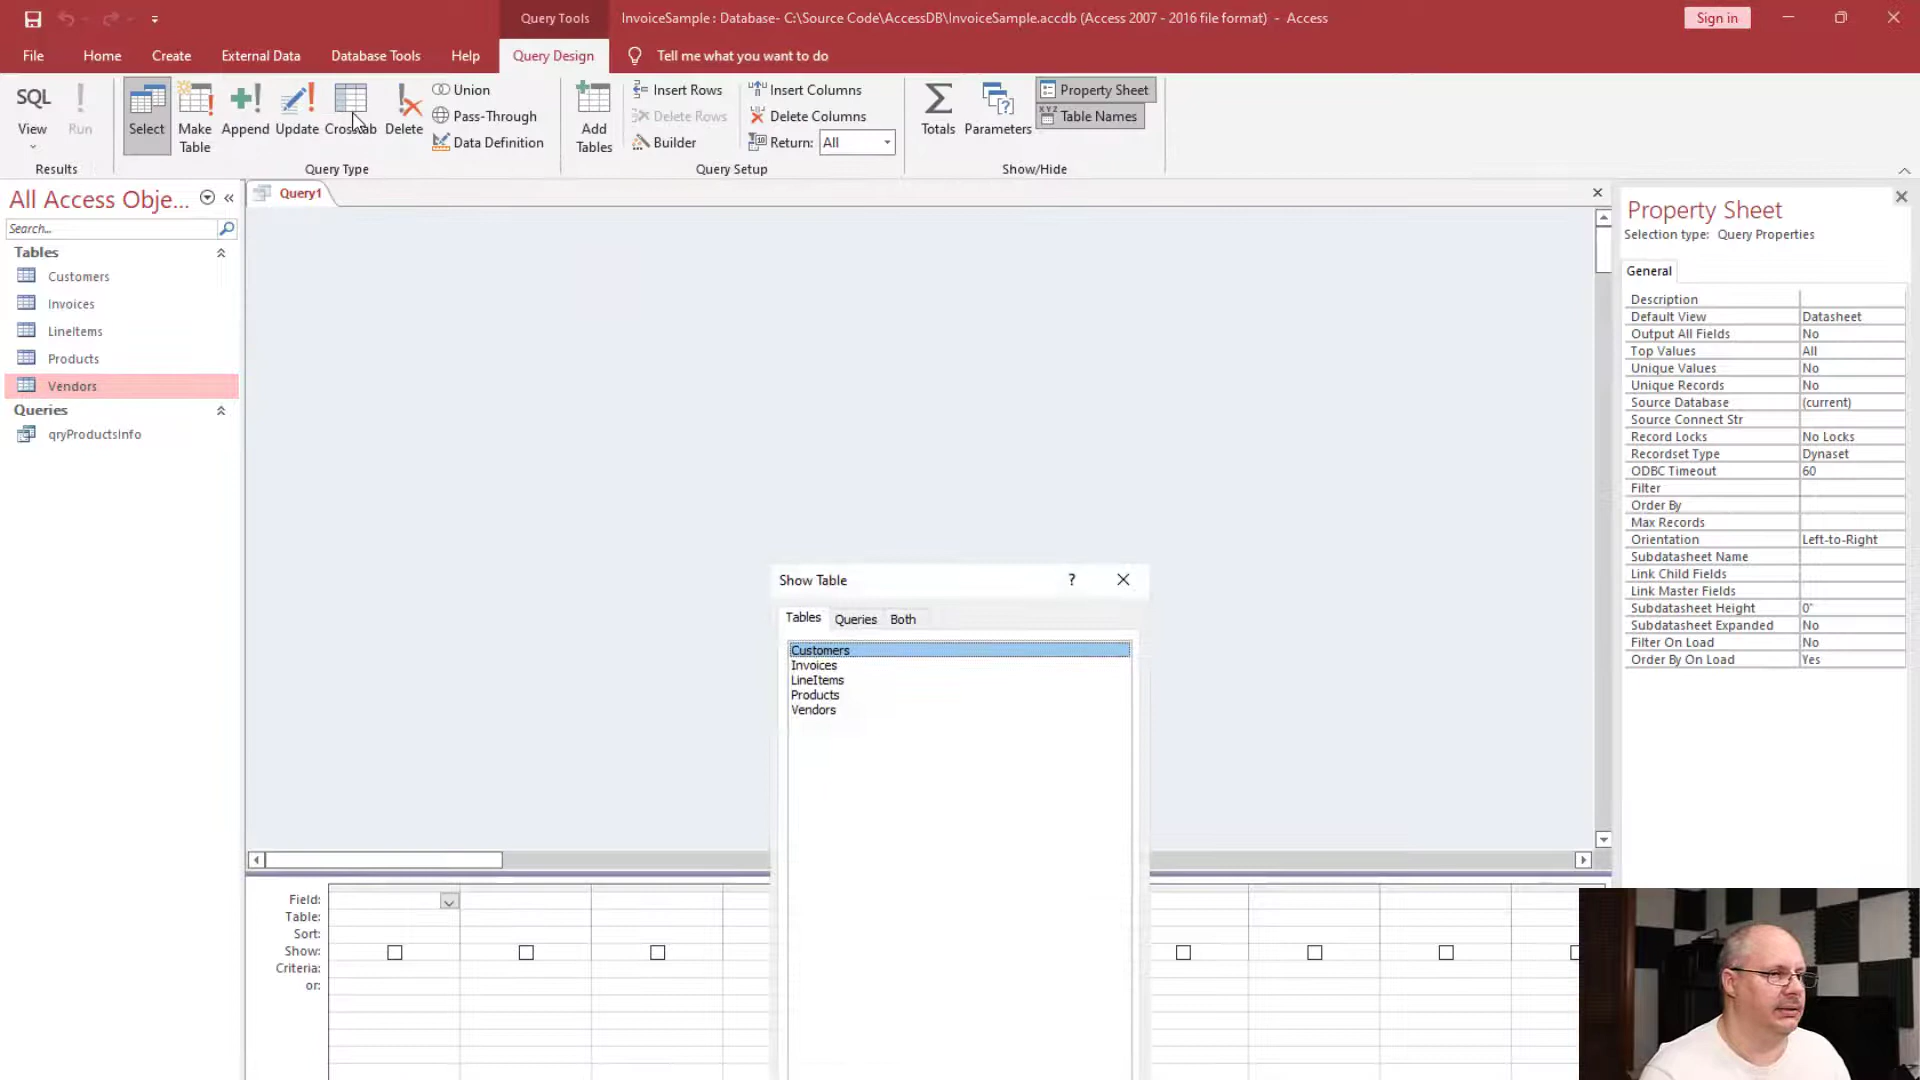 Query Tools
InvoiceSample : Database- C:\Source Code\AccessDB\InvoiceSample.accdb (Access 2007 - 2016 file format) - Access
Sign in
File
Home
Create
External Data
Database Tools
Help
Query Design
Tell me what you want to do
SQL
View
Run
Results
Select
Make Table
Append
Update
Crosstab
Delete
Union
Pass-Through
Data Definition
Query Type
Add Tables
Insert Rows
Delete Rows
Builder
Insert Columns
Delete Columns
Return: All
Query Setup
Totals
Parameters
Property Sheet
XYZ
Table Names
Show/Hide
All Access Obje...
Search...
Tables
Customers
Invoices
LineItems
Products
Vendors
Queries
qryProductsInfo
Query1
Show Table
?
Tables
Queries
Both
Customers
Invoices
LineItems
Products
Vendors
Field:
Table:
Sort:
Show:
Criteria:
or:
Property Sheet
Selection type: Query Properties
General
Description
Default View Datasheet
Output All Fields No
Top Values All
Unique Values No
Unique Records No
Source Database (current)
Source Connect Str
Record Locks No Locks
Recordset Type Dynaset
ODBC Timeout 60
Filter
Order By
Max Records
Orientation Left-to-Right
Subdatasheet Name
Link Child Fields
Link Master Fields
Subdatasheet Height 0"
Subdatasheet Expanded No
Filter On Load No
Order By On Load Yes